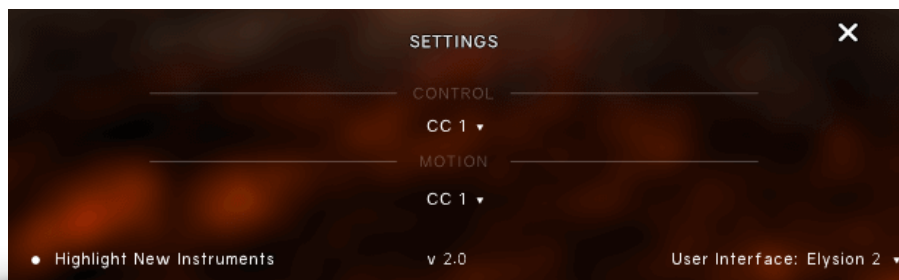 SETTINGS
CONTROL
CC 1
MOTION
CC 1
Highlight New Instruments
v 2.0
User Interface: Elysion 2